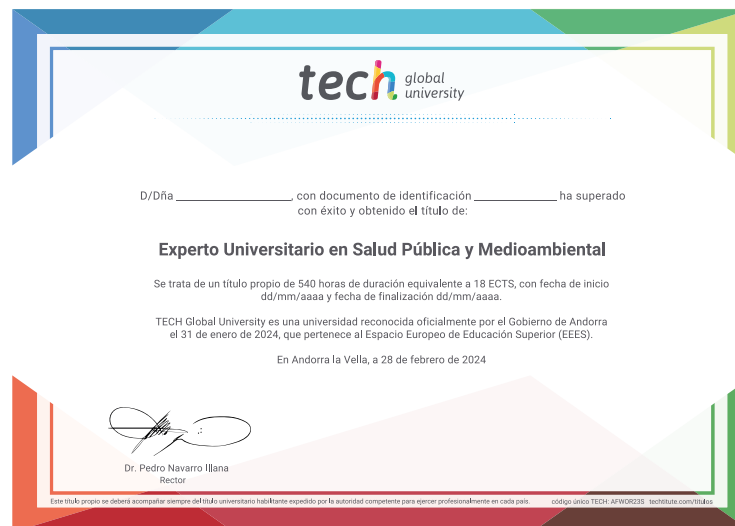 tech global
university
D/Dña ____________________, con documento de identificación ______________ ha superado
con éxito y obtenido el título de:
Experto Universitario en Salud Pública y Medioambiental
Se trata de un título propio de 540 horas de duración equivalente a 18 ECTS, con fecha de inicio
dd/mm/aaaa y fecha de finalización dd/mm/aaaa.
TECH Global University es una universidad reconocida oficialmente por el Gobierno de Andorra
el 31 de enero de 2024, que pertenece al Espacio Europeo de Educación Superior (EEES).
En Andorra la Vella, a 28 de febrero de 2024
Dr. Pedro Navarro Illana
Rector
Este título propio se deberá acompañar siempre del título universitario habilitante expedido por la autoridad competente para ejercer profesionalmente en cada país. código único TECH: AFWOR235 techtitute.com/titulos